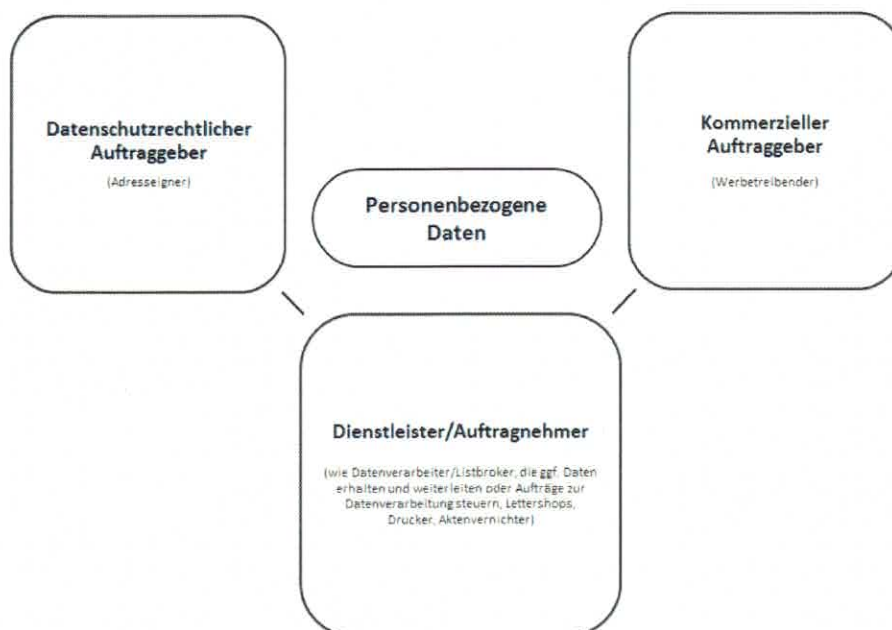 Datenschutzrechtlicher
Auftraggeber
(Adresseigner)
Kommerzieller
Auftraggeber
(Werbetreibender)
Personenbezogene
Daten
Dienstleister/Auftragnehmer
(wie Datenverarbeiter/Listbroker, die ggf. Daten
erhalten und weiterleiten oder Aufträge zur
Datenverarbeitung steuern, Lettershops,
Drucker, Aktenvernichter)